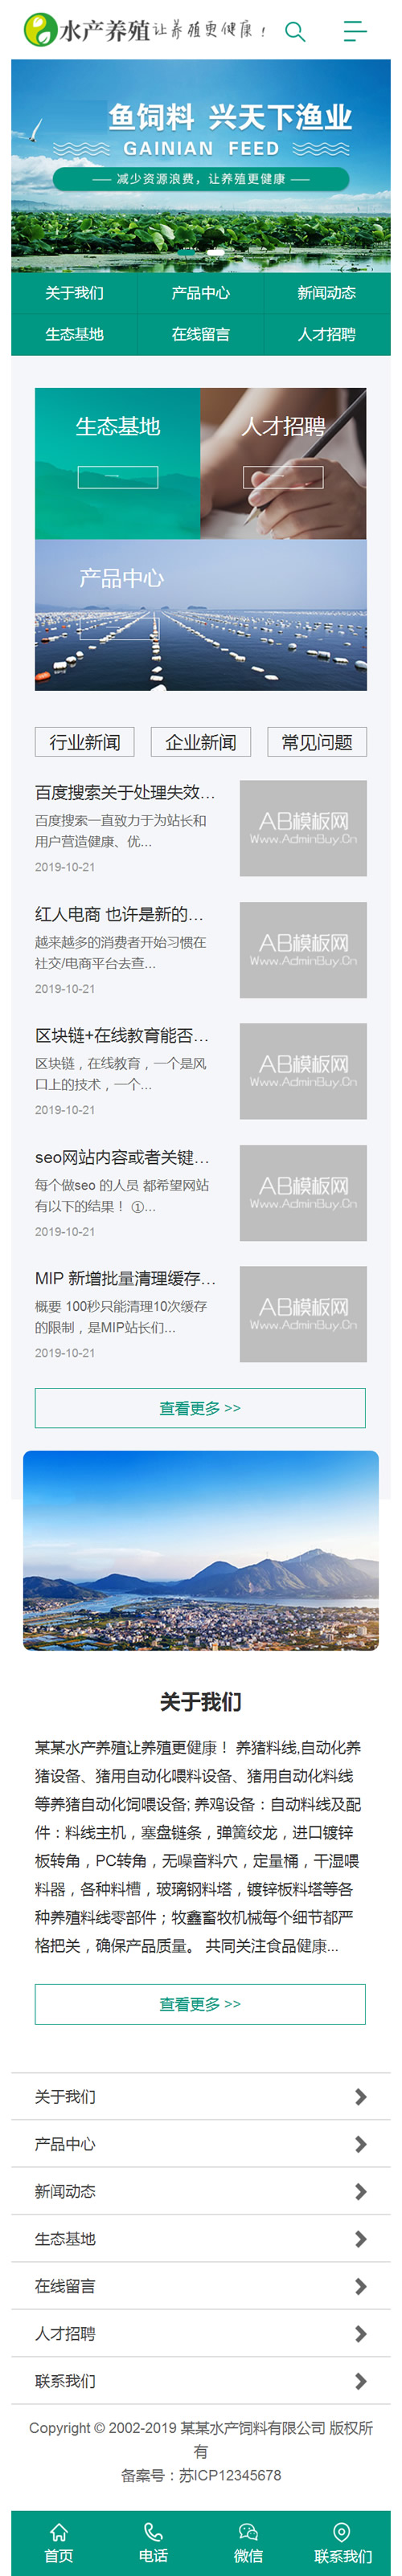 水产养殖 让养殖更健康！
鱼饲料 兴天下渔业
GAINIAN FEED
减少资源浪费，让养殖更健康
关于我们 产品中心 新闻动态
生态基地 在线留言 人才招聘
生态基地 人才招聘
产品中心
行业新闻 企业新闻 常见问题
百度搜索关于处理失效...
百度搜索一直致力于为站长和
用户营造健康、优...
2019-10-21
AB模板网
Www.AdminBuy.Cn
红人电商 也许是新的...
越来越多的消费者开始习惯在
社交/电商平台去查...
2019-10-21
AB模板网
Www.AdminBuy.Cn
区块链+在线教育能否...
区块链，在线教育，一个是风
口上的技术，一个...
2019-10-21
AB模板网
Www.AdminBuy.Cn
seo网站内容或者关键...
每个做seo 的人员 都希望网站
有以下的结果！ ①...
2019-10-21
AB模板网
Www.AdminBuy.Cn
MIP 新增批量清理缓存...
概要 100秒只能清理10次缓存
的限制，是MIP站长们...
2019-10-21
AB模板网
Www.AdminBuy.Cn
查看更多 >>
关于我们
某某水产养殖让养殖更健康！ 养猪料线,自动化养
猪设备、猪用自动化喂料设备、猪用自动化料线
等养猪自动化饲喂设备; 养鸡设备：自动料线及配
件：料线主机，塞盘链条，弹簧绞龙，进口镀锌
板转角，PC转角，无噪音料穴，定量桶，干湿喂
料器，各种料槽，玻璃钢料塔，镀锌板料塔等各
种养殖料线零部件；牧鑫畜牧机械每个细节都严
格把关，确保产品质量。 共同关注食品健康...
查看更多 >>
关于我们
产品中心
新闻动态
生态基地
在线留言
人才招聘
联系我们
Copyright © 2002-2019 某某水产饲料有限公司 版权所
有
备案号：苏ICP12345678
首页 电话 微信 联系我们